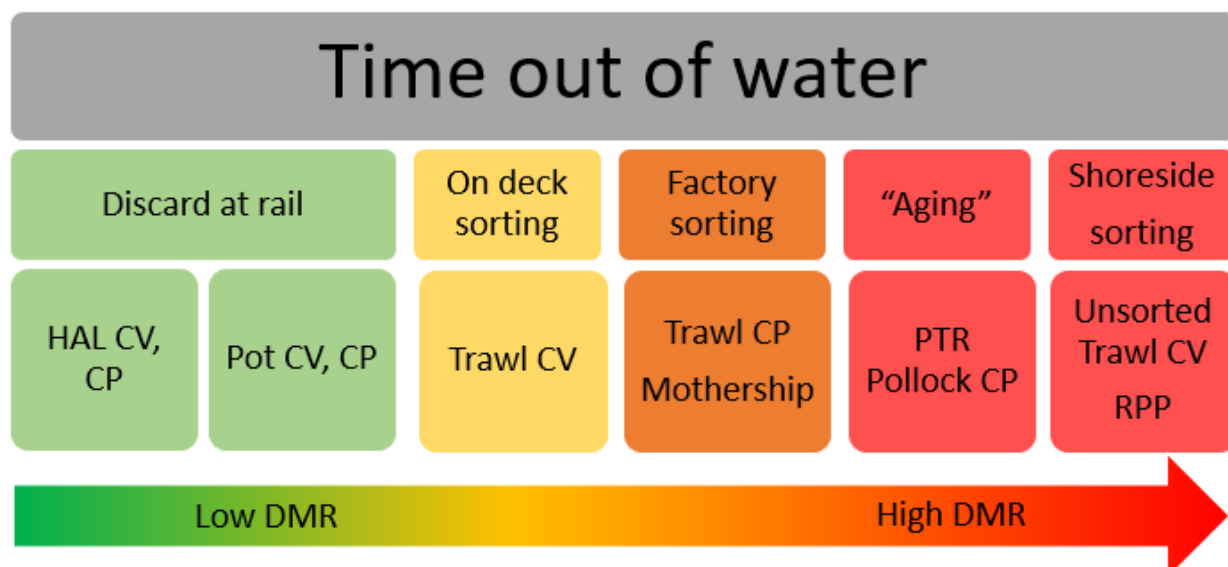 Time out of water
Discard at rail
On deck
sorting
Factory
sorting
“Aging”
Shoreside
sorting
HAL CV,
CP
Pot CV, CP
Trawl CV
Trawl CP
Mothership
PTR
Pollock CP
Unsorted
Trawl CV
RPP
Low DMR
High DMR